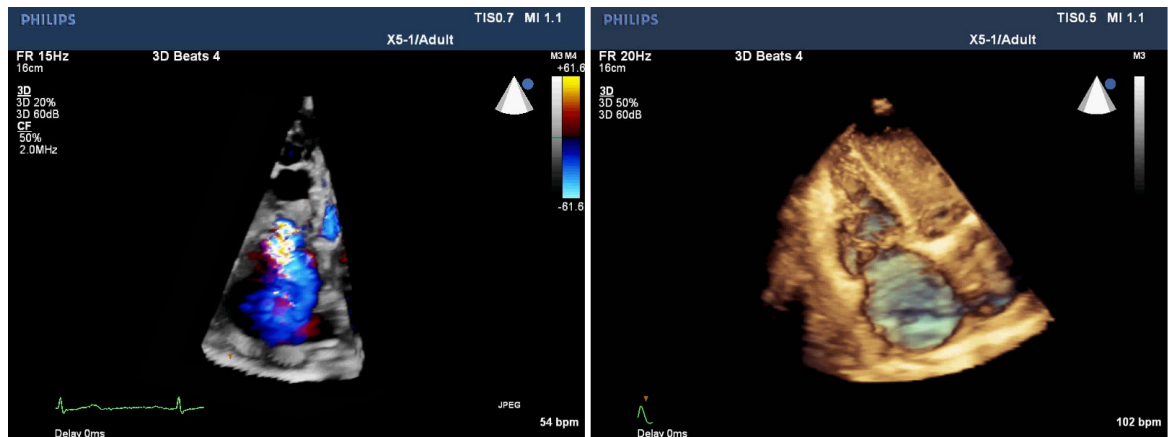 PHILIPS
TIS0.7 MI 1.1
X5-1/Adult
FR 15Hz
3D Beats 4
M3 M4
16cm
+61.6
3D
3D 20%
3D 60dB
CF
50%
2.0MHz
-61.6
JPEG
54 bpm
Delay 0ms
PHILIPS
TIS0.5 MI 1.1
X5-1/Adult
FR 20Hz
3D Beats 4
M3
16cm
3D
3D 50%
3D 60dB
102 bpm
Delay 0ms